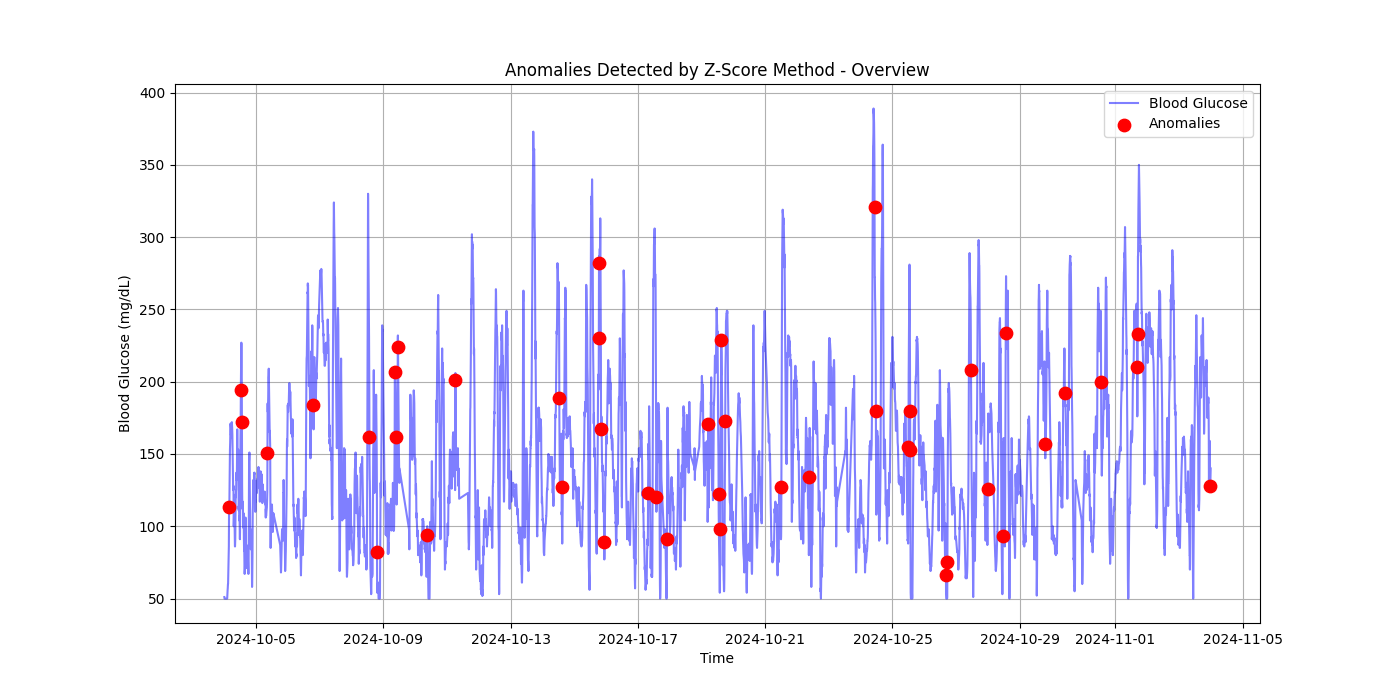 Anomalies Detected by Z-Score Method - Overview
Blood Glucose
Anomalies
Blood Glucose (mg/dL)
400
350
300
250
200
150
100
50
2024-10-05 2024-10-09 2024-10-13 2024-10-17 2024-10-21 2024-10-25 2024-10-29 2024-11-01 2024-11-05
Time